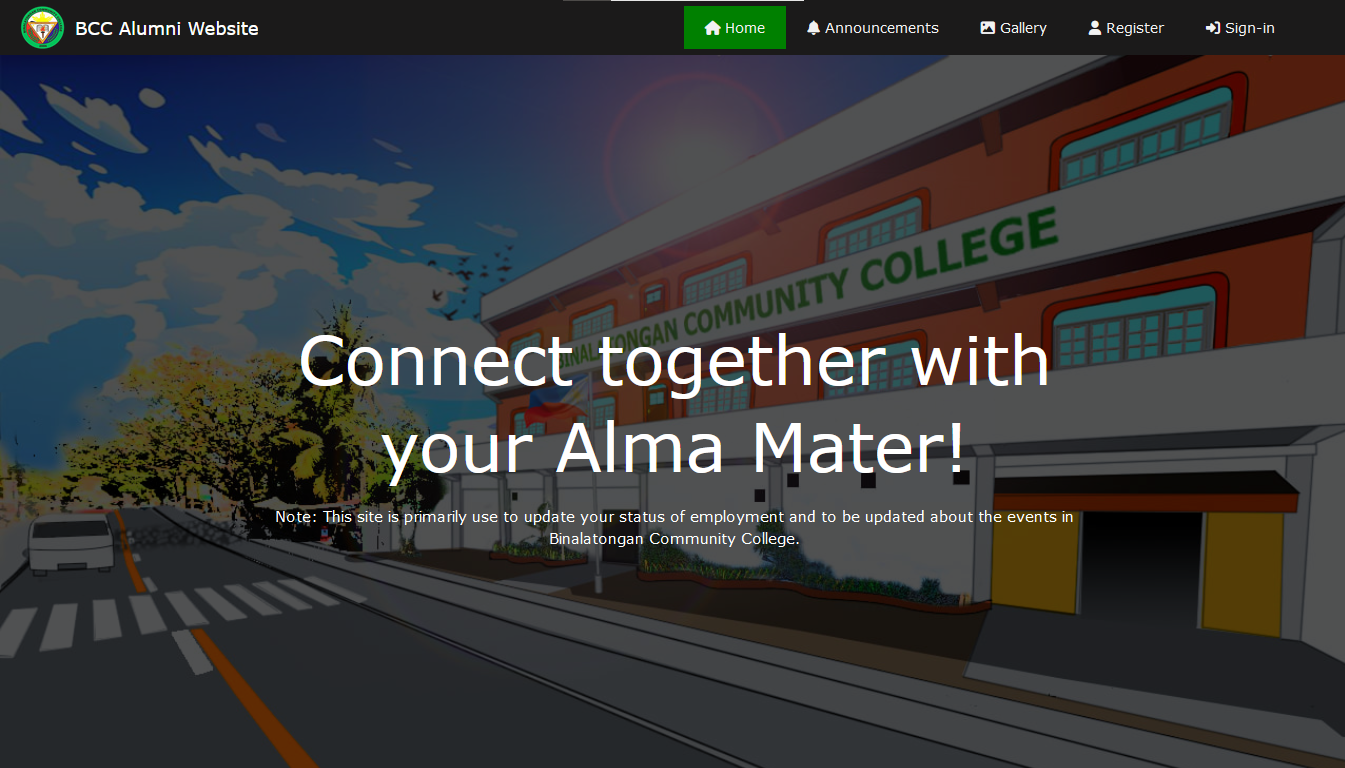 BCC Alumni Website
Home
Announcements
Gallery
Register
Sign-in
BINALATONGAN COMMUNITY COLLEGE
Connect together with
your Alma Mater!
Note: This site is primarily use to update your status of employment and to be updated about the events in
Binalatongan Community College.